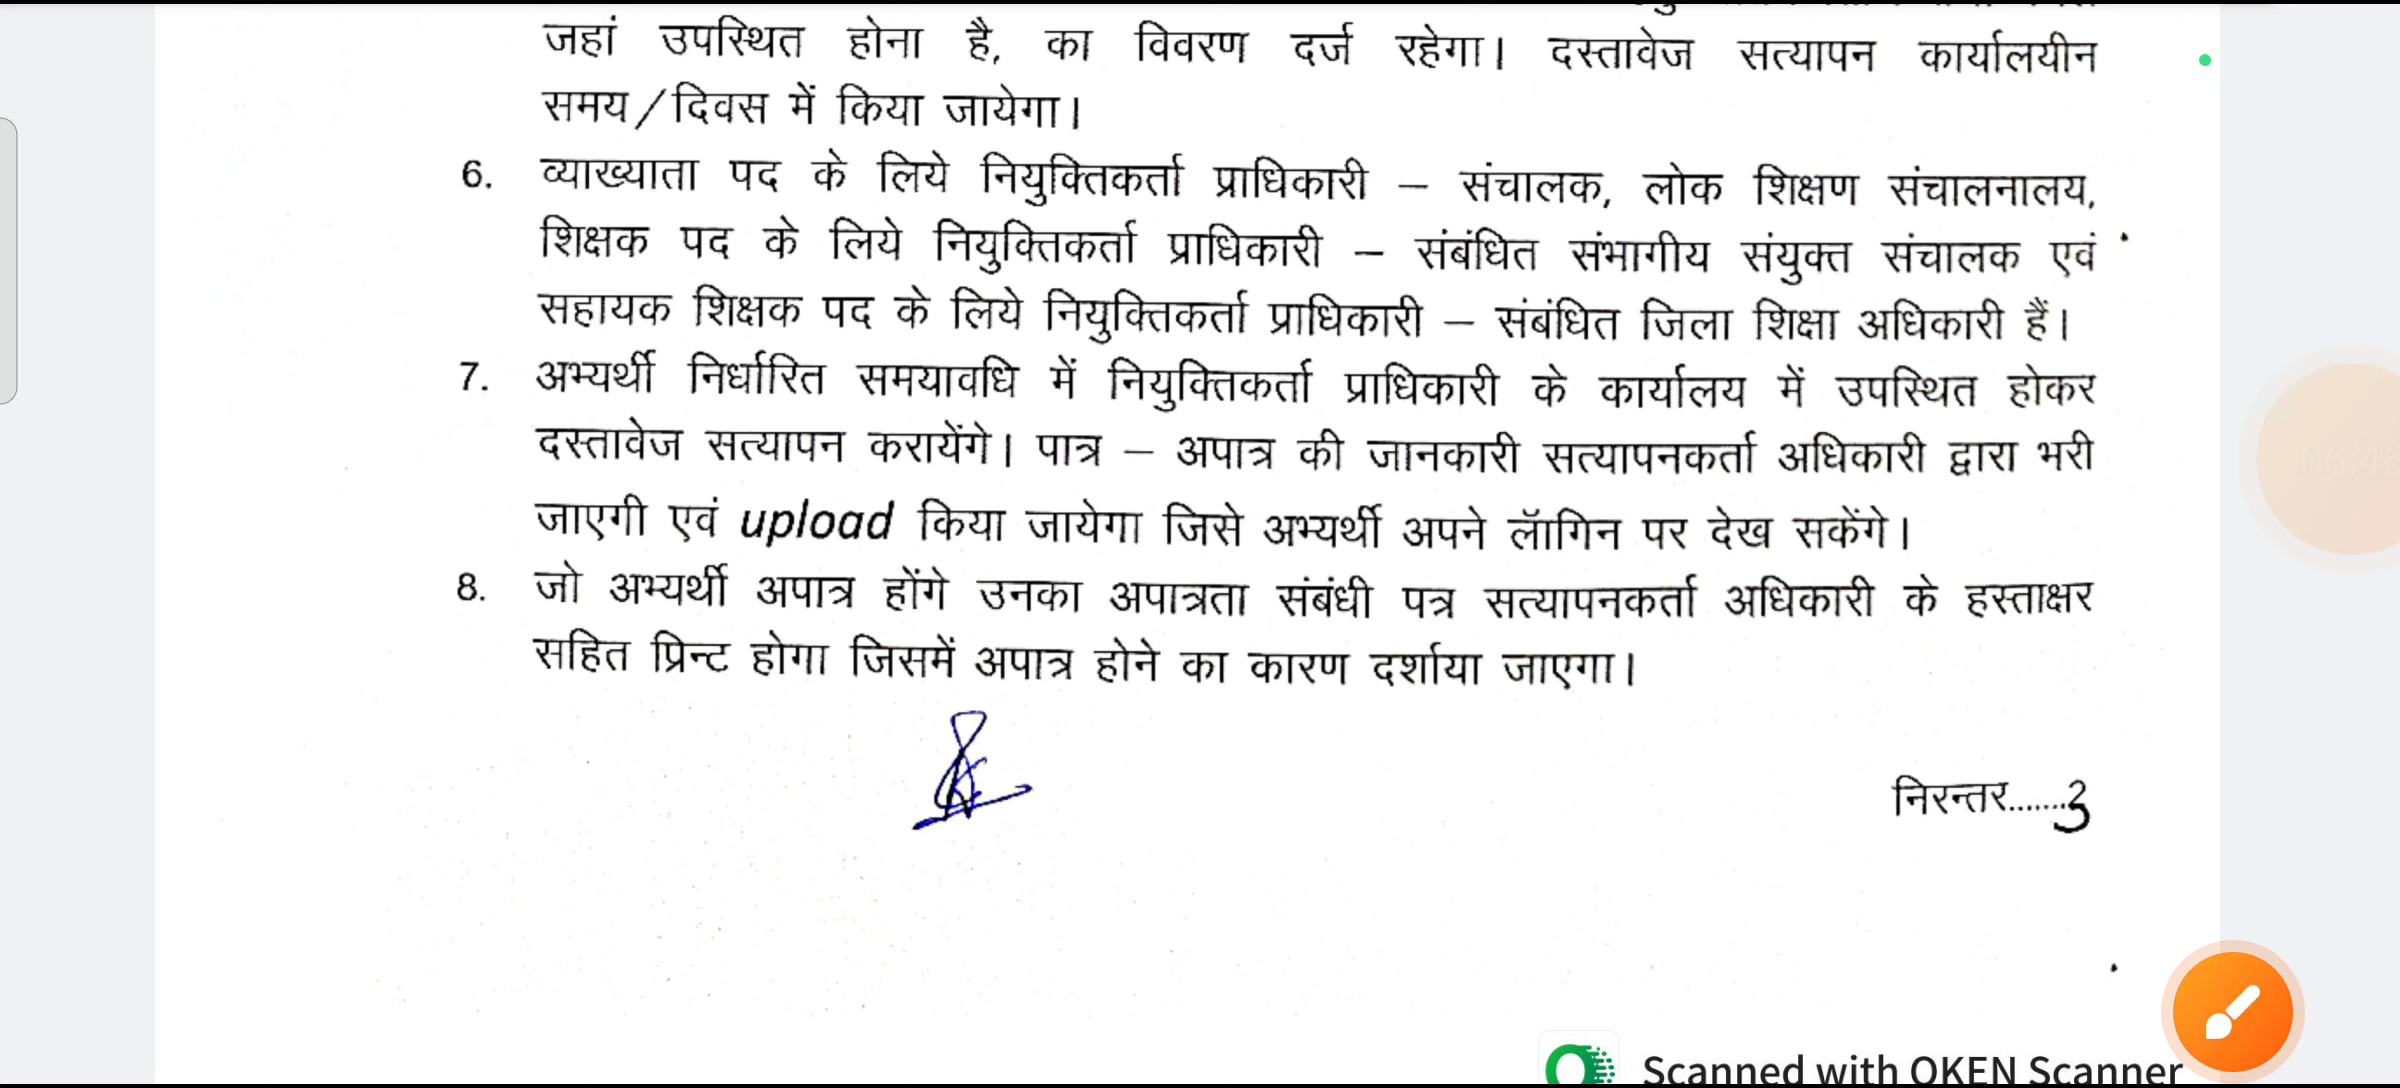 जहां उपस्थित होना है, का विवरण दर्ज रहेगा। दस्तावेज सत्यापन कार्यालयीन
समय/दिवस में किया जायेगा।
6. व्याख्याता पद के लिये नियुक्तिकर्ता प्राधिकारी – संचालक, लोक शिक्षण संचालनालय,
शिक्षक पद के लिये नियुक्तिकर्ता प्राधिकारी – संबंधित संभागीय संयुक्त संचालक एवं
सहायक शिक्षक पद के लिये नियुक्तिकर्ता प्राधिकारी – संबंधित जिला शिक्षा अधिकारी हैं।
7. अभ्यर्थी निर्धारित समयावधि में नियुक्तिकर्ता प्राधिकारी के कार्यालय में उपस्थित होकर
दस्तावेज सत्यापन करायेंगे। पात्र – अपात्र की जानकारी सत्यापनकर्ता अधिकारी द्वारा भरी
जाएगी एवं upload किया जायेगा जिसे अभ्यर्थी अपने लॅागिन पर देख सकेंगे।
8. जो अभ्यर्थी अपात्र होंगे उनका अपात्रता संबंधी पत्र सत्यापनकर्ता अधिकारी के हस्ताक्षर
सहित प्रिन्ट होगा जिसमें अपात्र होने का कारण दर्शाया जाएगा।
निरन्तर.......3
Scanned with OKEN Scanner